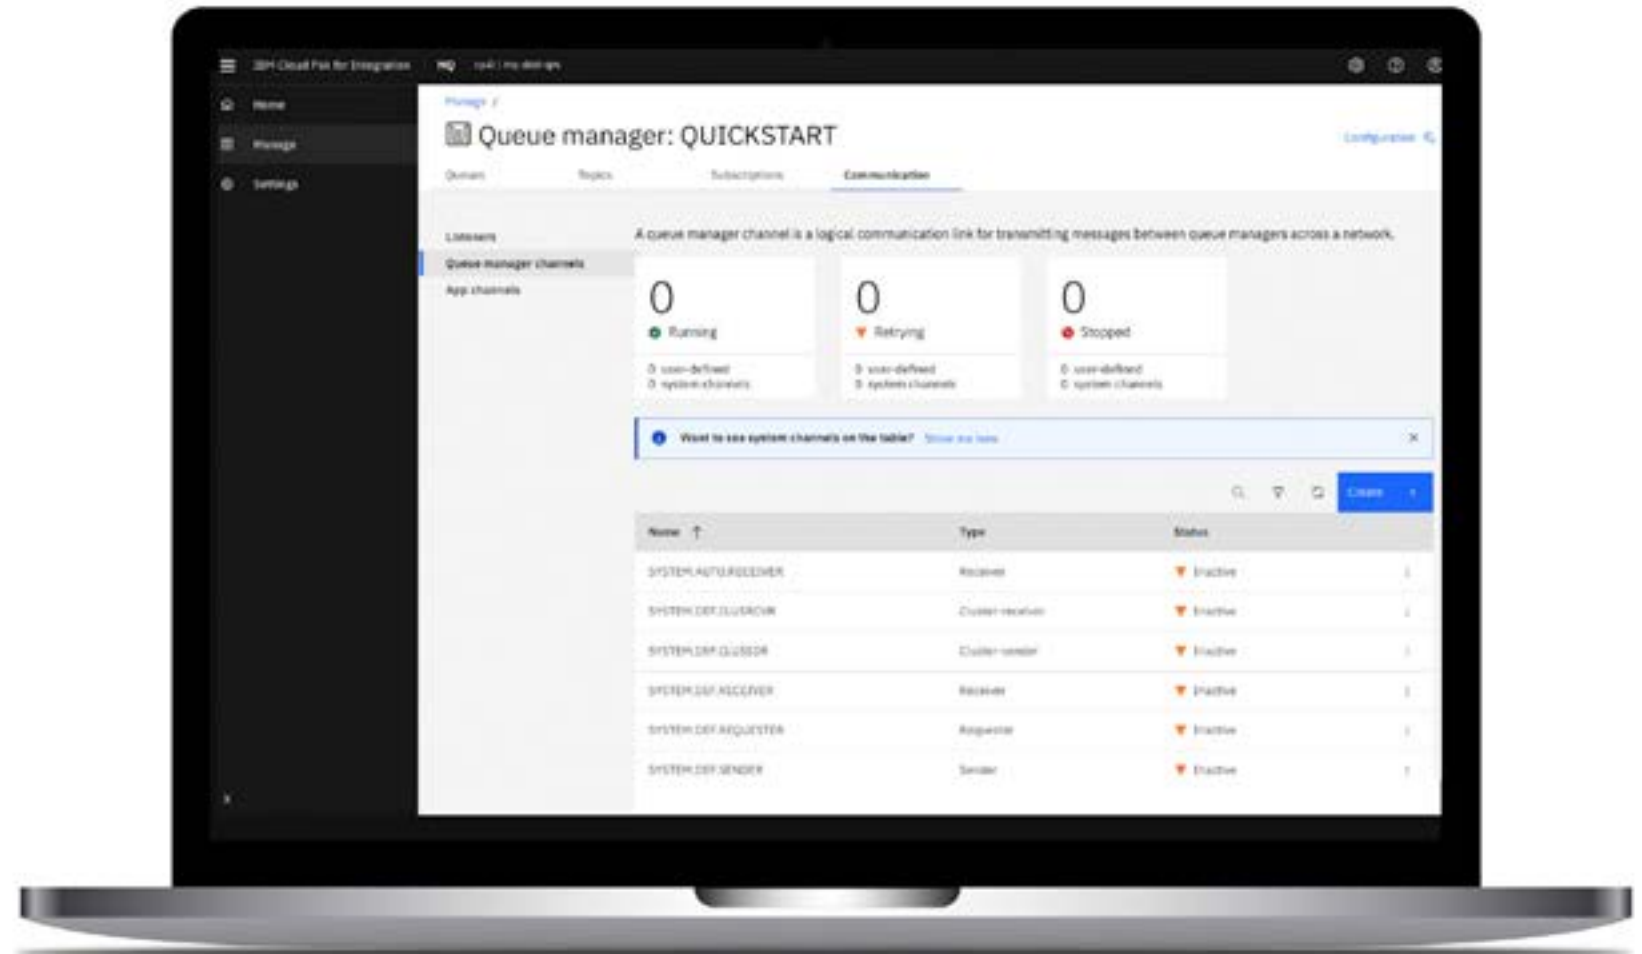 IBM Cloud Pak for Integration MQ
Home
Manage
Settings
Manage /
Queue manager: QUICKSTART
Configuration
Queues Topics Subscriptions Communication
Listeners
Queue manager channels
App channels
A queue manager channel is a logical communication link for transmitting messages between queue managers across a network.
0 0 0
Running Retrying Stopped
0 user-defined 0 user-defined 0 user-defined
0 system channels 0 system channels 0 system channels
Want to see system channels on the table?
Create
Name Type Status
SYSTEM.AUTO.RECEIVER Receiver Inactive
SYSTEM.DEF.CLUSRCVR Cluster-receiver Inactive
SYSTEM.DEF.CLUSSDR Cluster-sender Inactive
SYSTEM.DEF.RECEIVER Receiver Inactive
SYSTEM.DEF.REQUESTER Requester Inactive
SYSTEM.DEF.SENDER Sender Inactive